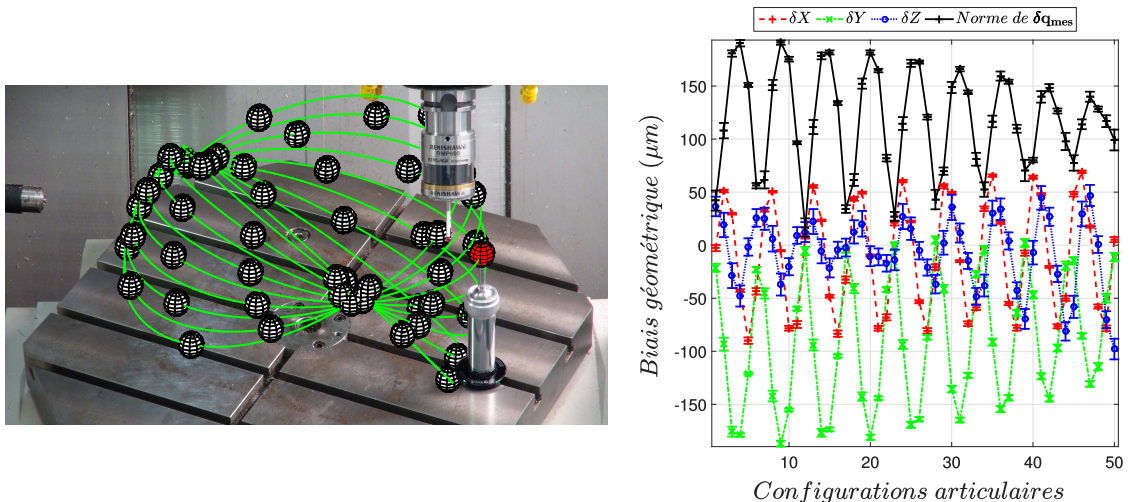 RENISHAW
RMP600
RENISHAW
δX δY δZ Norme de δq_mes
Biais géométrique (μm)
150
100
50
0
-50
-100
-150
10 20 30 40 50
Configurations articulaires